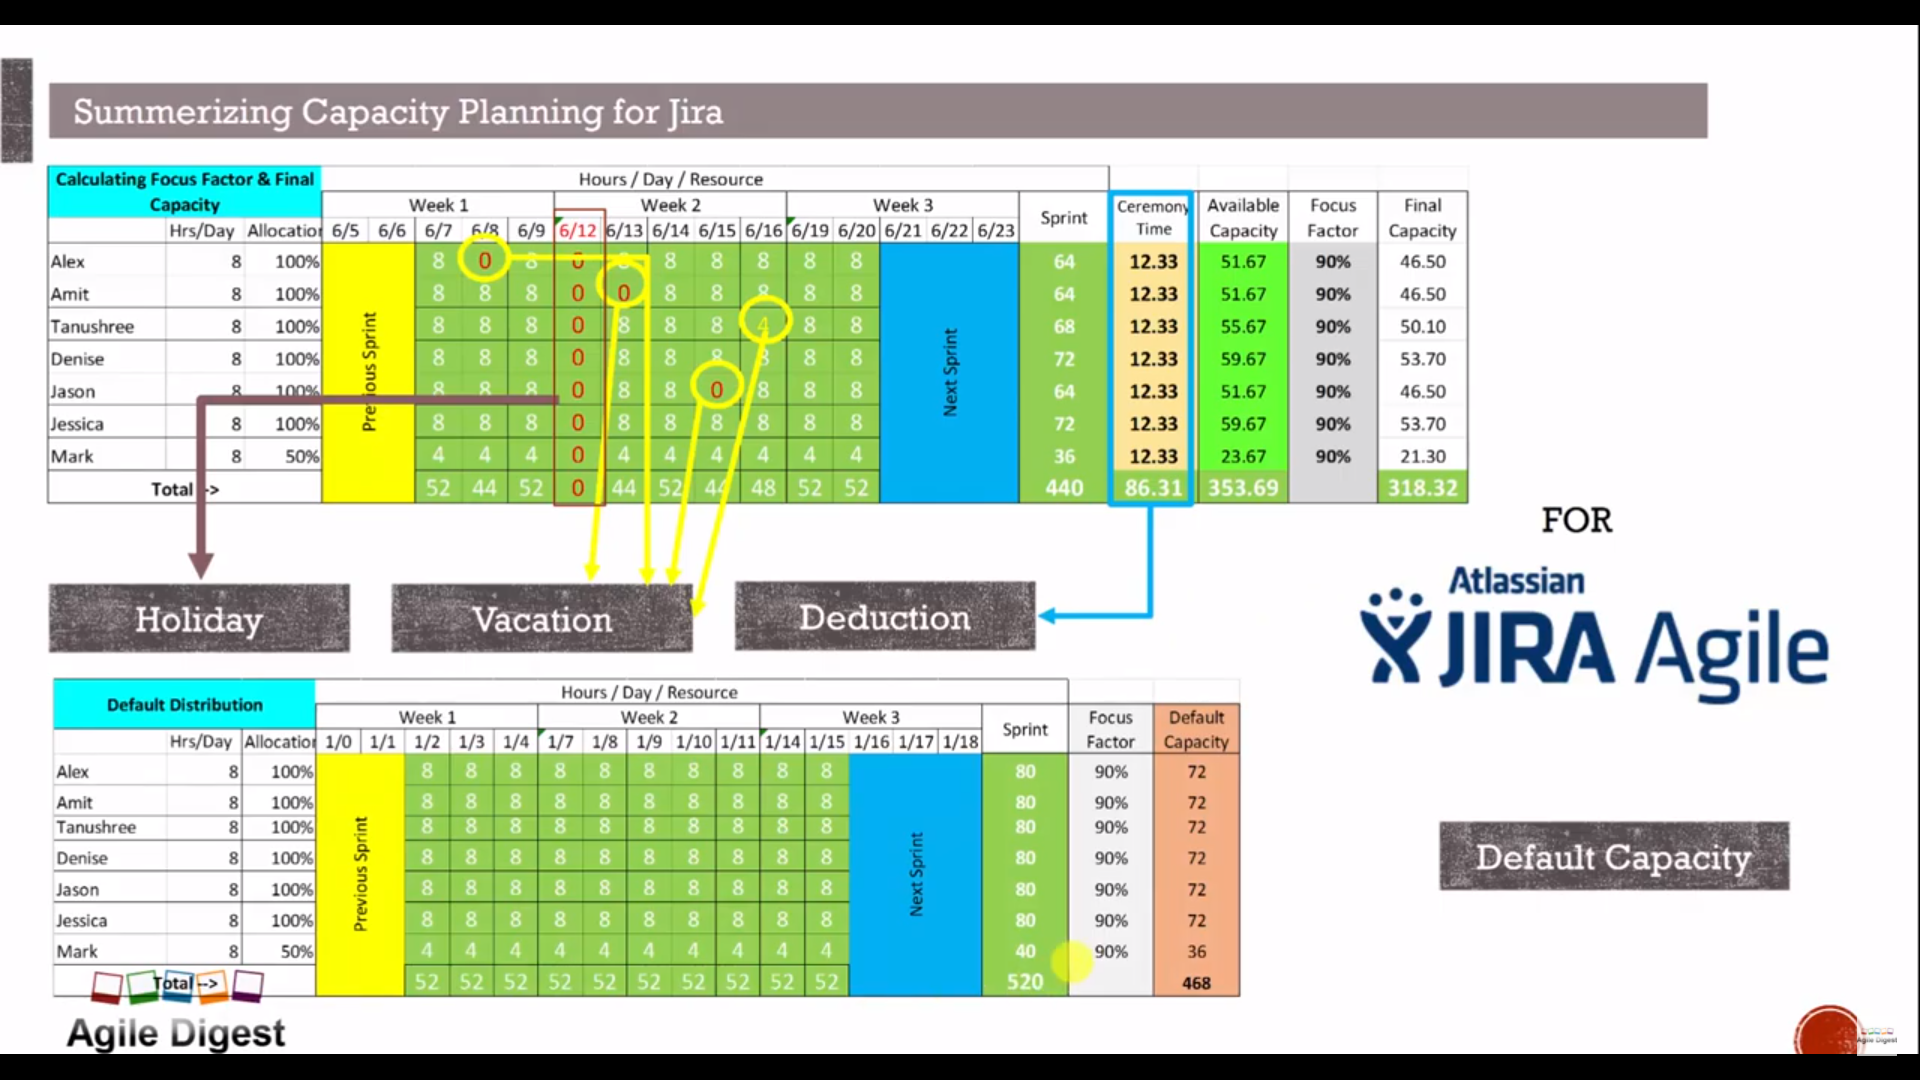 Summerizing Capacity Planning for Jira
Calculating Focus Factor & Final Capacity
Hours / Day / Resource
Week 1 Week 2 Week 3 Sprint Ceremony Time Available Capacity Focus Factor Final Capacity
Hrs/Day Allocation 6/5 6/6 6/7 6/8 6/9 6/12 6/13 6/14 6/15 6/16 6/19 6/20 6/21 6/22 6/23
Previous Sprint
Next Sprint
Alex 8 100% 8 0 8 0 8 8 8 8 8 8 64 12.33 51.67 90% 46.50
Amit 8 100% 8 8 8 0 0 8 8 8 8 8 64 12.33 51.67 90% 46.50
Tanushree 8 100% 8 8 8 0 8 8 8 4 8 8 68 12.33 55.67 90% 50.10
Denise 8 100% 8 8 8 0 8 8 8 8 8 8 72 12.33 59.67 90% 53.70
Jason 8 100% 8 8 8 0 8 8 0 8 8 8 64 12.33 51.67 90% 46.50
Jessica 8 100% 8 8 8 0 8 8 8 8 8 8 72 12.33 59.67 90% 53.70
Mark 8 50% 4 4 4 0 4 4 4 4 4 4 36 12.33 23.67 90% 21.30
Total --> 52 44 52 0 44 52 44 48 52 52 440 86.31 353.69 318.32
Holiday
Vacation
Deduction
FOR
Atlassian
JIRA Agile
Default Capacity
Default Distribution
Hours / Day / Resource
Week 1 Week 2 Week 3 Sprint Focus Factor Default Capacity
Hrs/Day Allocation 1/0 1/1 1/2 1/3 1/4 1/7 1/8 1/9 1/10 1/11 1/14 1/15 1/16 1/17 1/18
Previous Sprint
Next Sprint
Alex 8 100% 8 8 8 8 8 8 8 8 8 8 80 90% 72
Amit 8 100% 8 8 8 8 8 8 8 8 8 8 80 90% 72
Tanushree 8 100% 8 8 8 8 8 8 8 8 8 8 80 90% 72
Denise 8 100% 8 8 8 8 8 8 8 8 8 8 80 90% 72
Jason 8 100% 8 8 8 8 8 8 8 8 8 8 80 90% 72
Jessica 8 100% 8 8 8 8 8 8 8 8 8 8 80 90% 72
Mark 8 50% 4 4 4 4 4 4 4 4 4 4 40 90% 36
Total --> 52 52 52 52 52 52 52 52 52 52 520 468
Agile Digest
Agile Digest